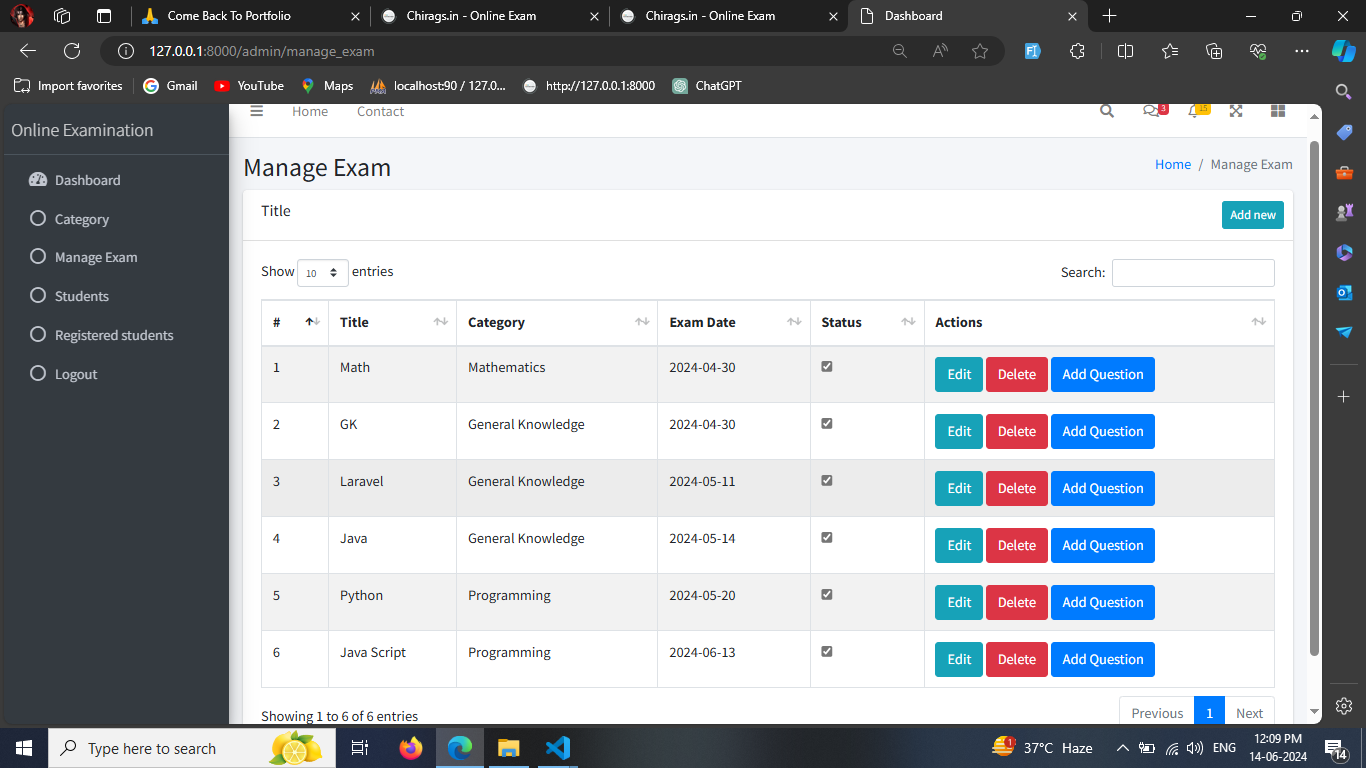 Come Back To Portfolio
Chirags.in - Online Exam
Chirags.in - Online Exam
Dashboard
127.0.0.1:8000/admin/manage_exam
Import favorites
Gmail
YouTube
Maps
localhost:90 / 127.0...
http://127.0.0.1:8000
ChatGPT
Online Examination
Dashboard
Category
Manage Exam
Students
Registered students
Logout
Home Contact
3
15
Manage Exam
Home / Manage Exam
Title
Add new
Show 10 entries
Search:
# Title Category Exam Date Status Actions
1 Math Mathematics 2024-04-30 Edit Delete Add Question
2 GK General Knowledge 2024-04-30 Edit Delete Add Question
3 Laravel General Knowledge 2024-05-11 Edit Delete Add Question
4 Java General Knowledge 2024-05-14 Edit Delete Add Question
5 Python Programming 2024-05-20 Edit Delete Add Question
6 Java Script Programming 2024-06-13 Edit Delete Add Question
Showing 1 to 6 of 6 entries
Previous 1 Next
Type here to search
1
37°C Haze
ENG
12:09 PM
14-06-2024
14